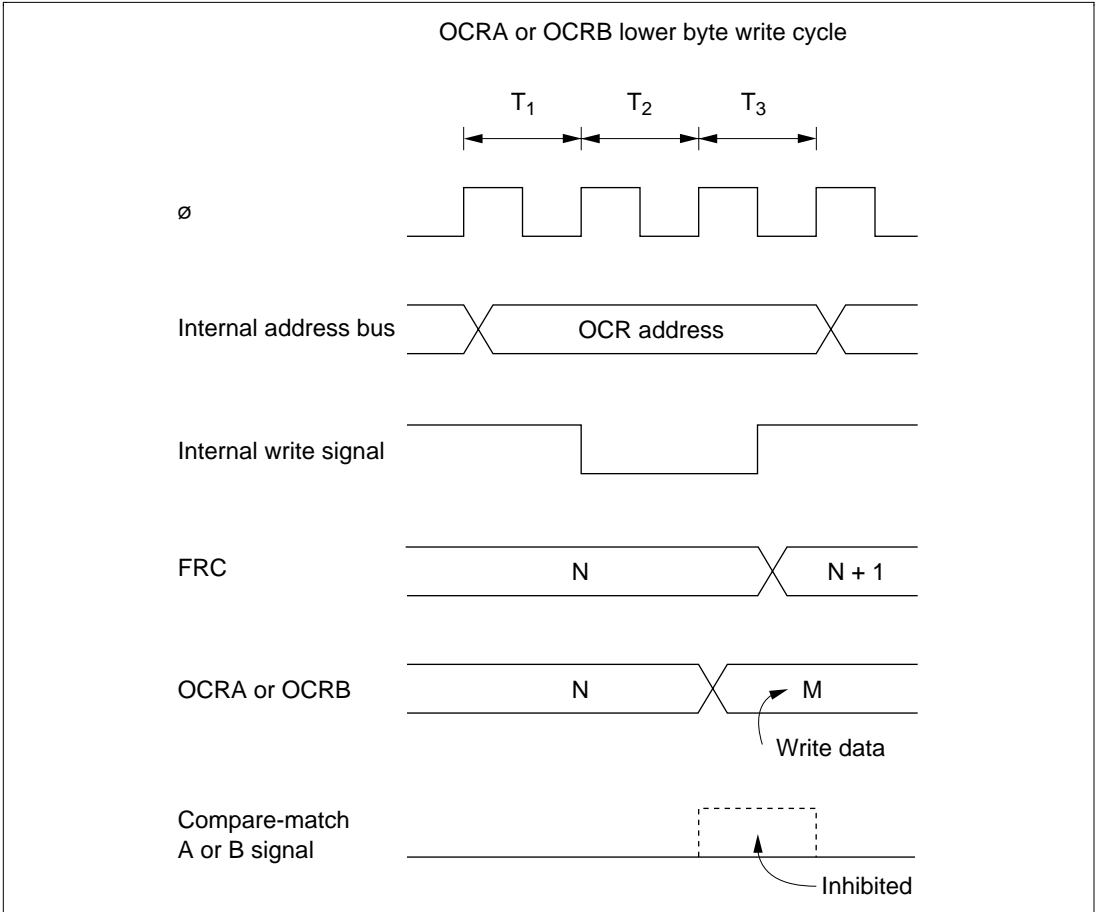 OCRA or OCRB lower byte write cycle
T1 T2 T3
ø
Internal address bus
OCR address
Internal write signal
FRC
N
N + 1
OCRA or OCRB
N
M
Write data
Compare-match
A or B signal
Inhibited